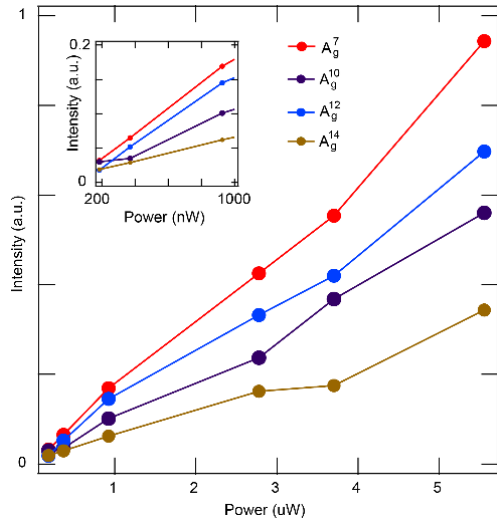 1
Intensity (a.u.)
0
1
2
3
4
5
Power (uW)
0.2
Intensity (a.u.)
0
200
1000
Power (nW)
A_g^7
A_g^10
A_g^12
A_g^14